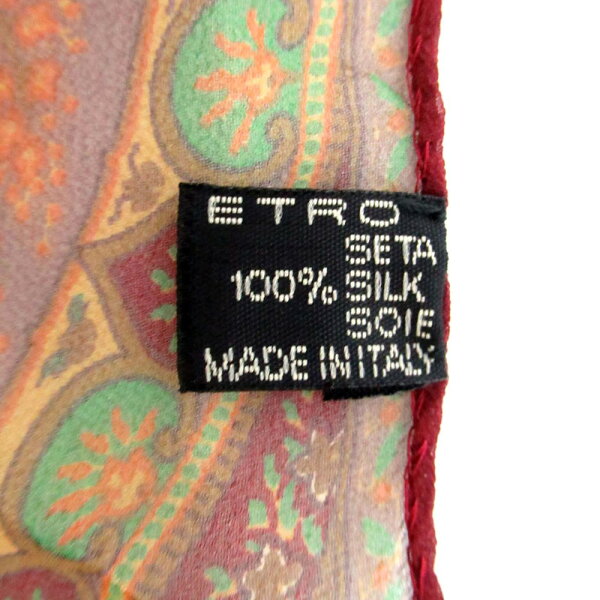 ETRO
SETA
100% SILK
SOIE
MADE IN ITALY